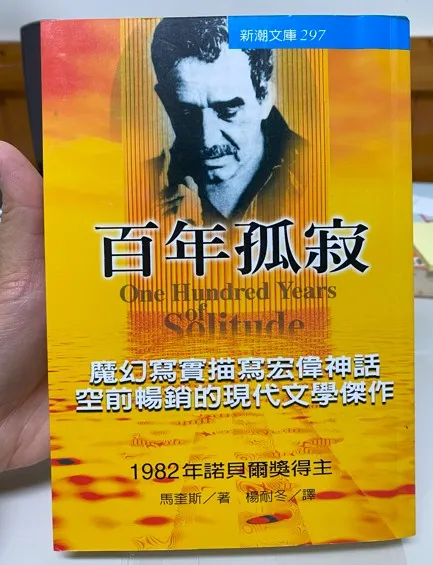 新潮文庫 297
百年孤寂
One Hundred Years
of
Solitude
魔幻寫實描寫宏偉神話
空前暢銷的現代文學傑作
1982年諾貝爾獎得主
馬奎斯／著 楊耐冬／譯